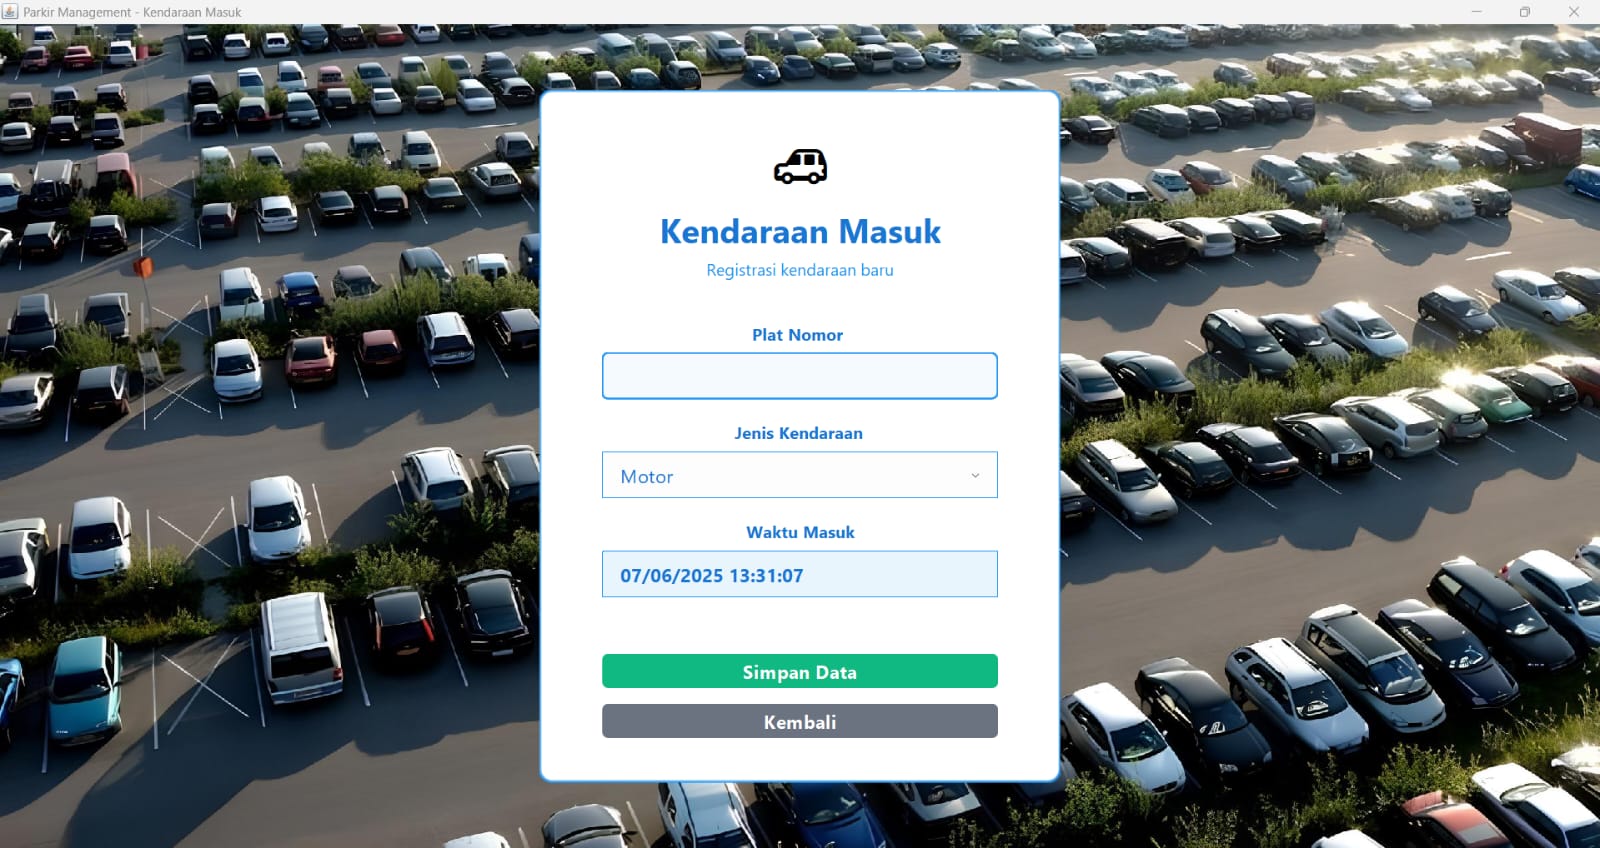 Parkir Management - Kendaraan Masuk
Kendaraan Masuk
Registrasi kendaraan baru
Plat Nomor
Jenis Kendaraan
Motor
Waktu Masuk
07/06/2025 13:31:07
Simpan Data
Kembali